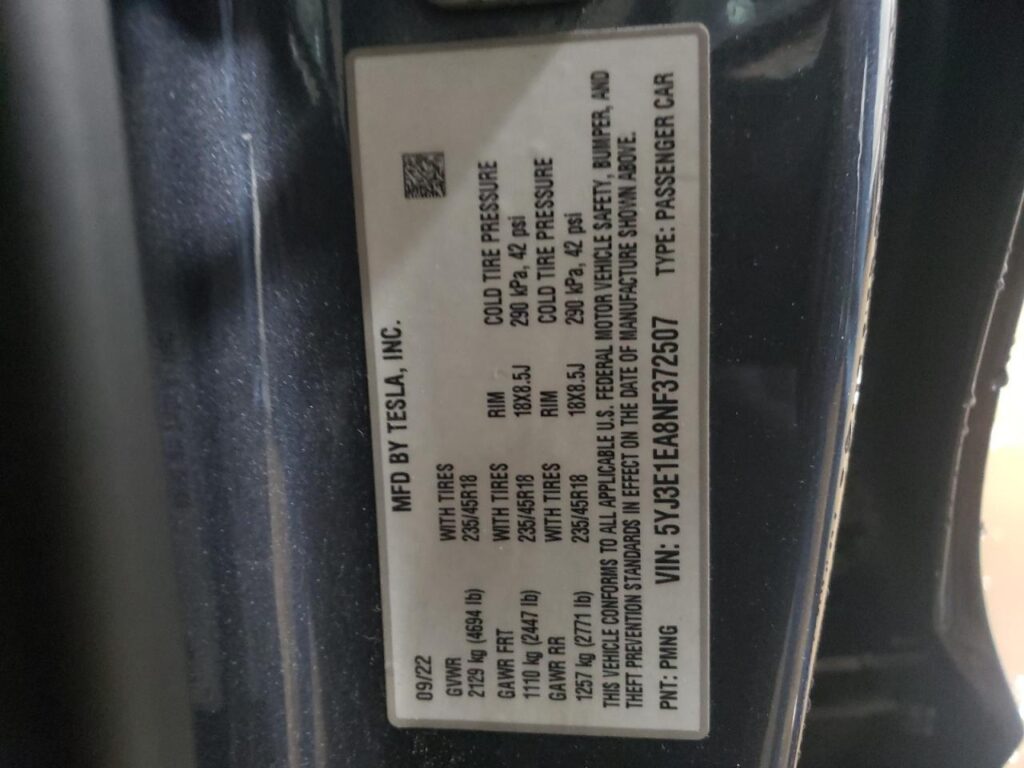 MFD BY TESLA, INC.
09/22
GVWR WITH TIRES
2129 kg (4694 lb) 235/45R18
GAWR FRT WITH TIRES RIM COLD TIRE PRESSURE
1110 kg (2447 lb) 235/45R18 18X8.5J 290 kPa, 42 psi
GAWR RR WITH TIRES RIM COLD TIRE PRESSURE
1257 kg (2771 lb) 235/45R18 18X8.5J 290 kPa, 42 psi
THIS VEHICLE CONFORMS TO ALL APPLICABLE U.S. FEDERAL MOTOR VEHICLE SAFETY, BUMPER, AND
THEFT PREVENTION STANDARDS IN EFFECT ON THE DATE OF MANUFACTURE SHOWN ABOVE.
PNT: PMNG VIN: 5YJ3E1EA8NF372507 TYPE: PASSENGER CAR